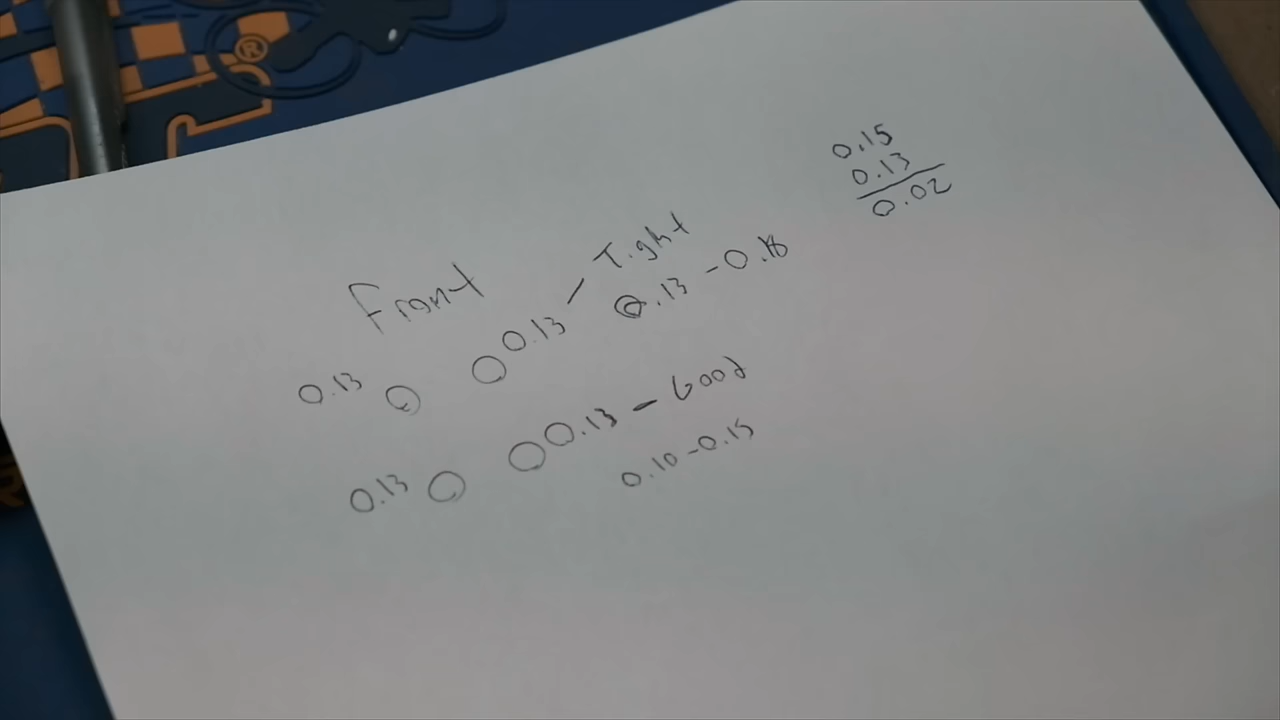 0.15
0.13
0.02
Front
0.13 0.13 - Tight
0.13 - 0.18
0.13 0.13 - Good
0.10 - 0.15
®